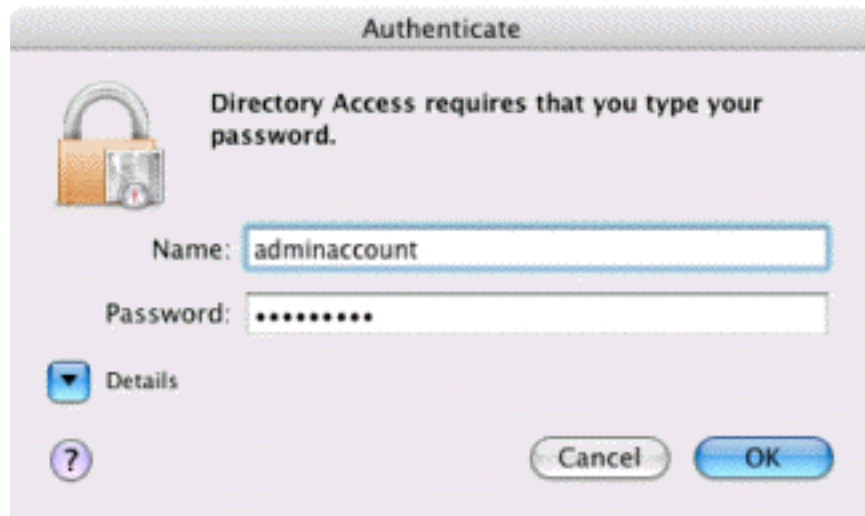 Authenticate
Directory Access requires that you type your
password.
Name: adminaccount
Password: •••••••••
Details
?
Cancel
OK